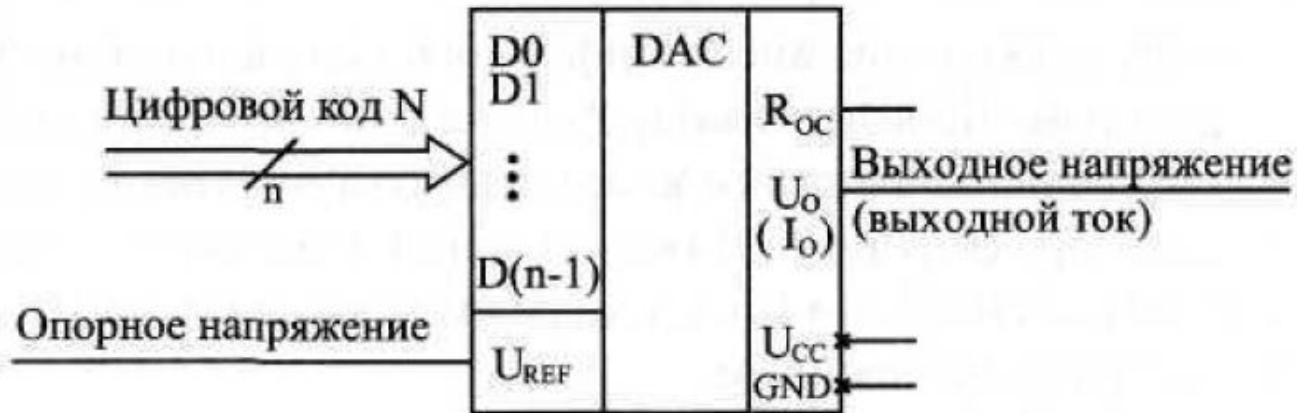 D0
DAC
D1
Цифровой код N
n
R_OC
Выходное напряжение
U_O
(выходной ток)
( I_O )
D(n-1)
Опорное напряжение
U_REF
U_CC
GND